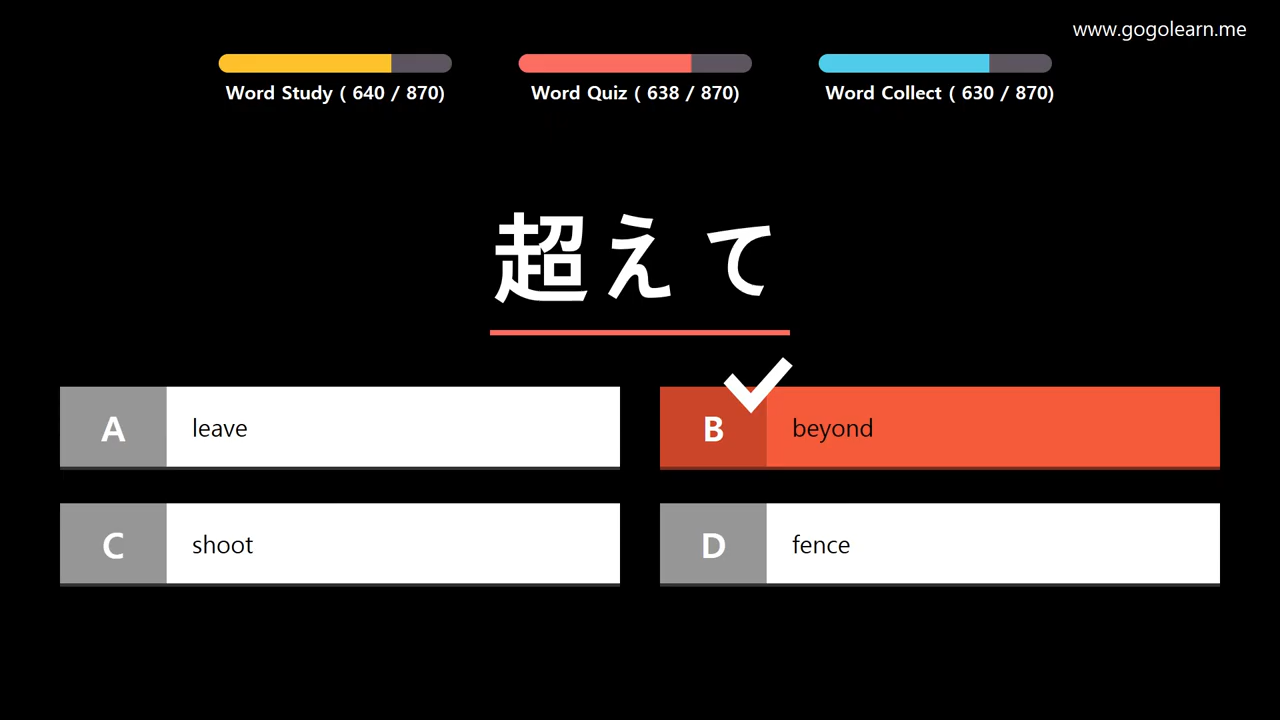 www.gogolearn.me
Word Study ( 640 / 870)
Word Quiz ( 638 / 870)
Word Collect ( 630 / 870)
超えて
A leave
B beyond
C shoot
D fence